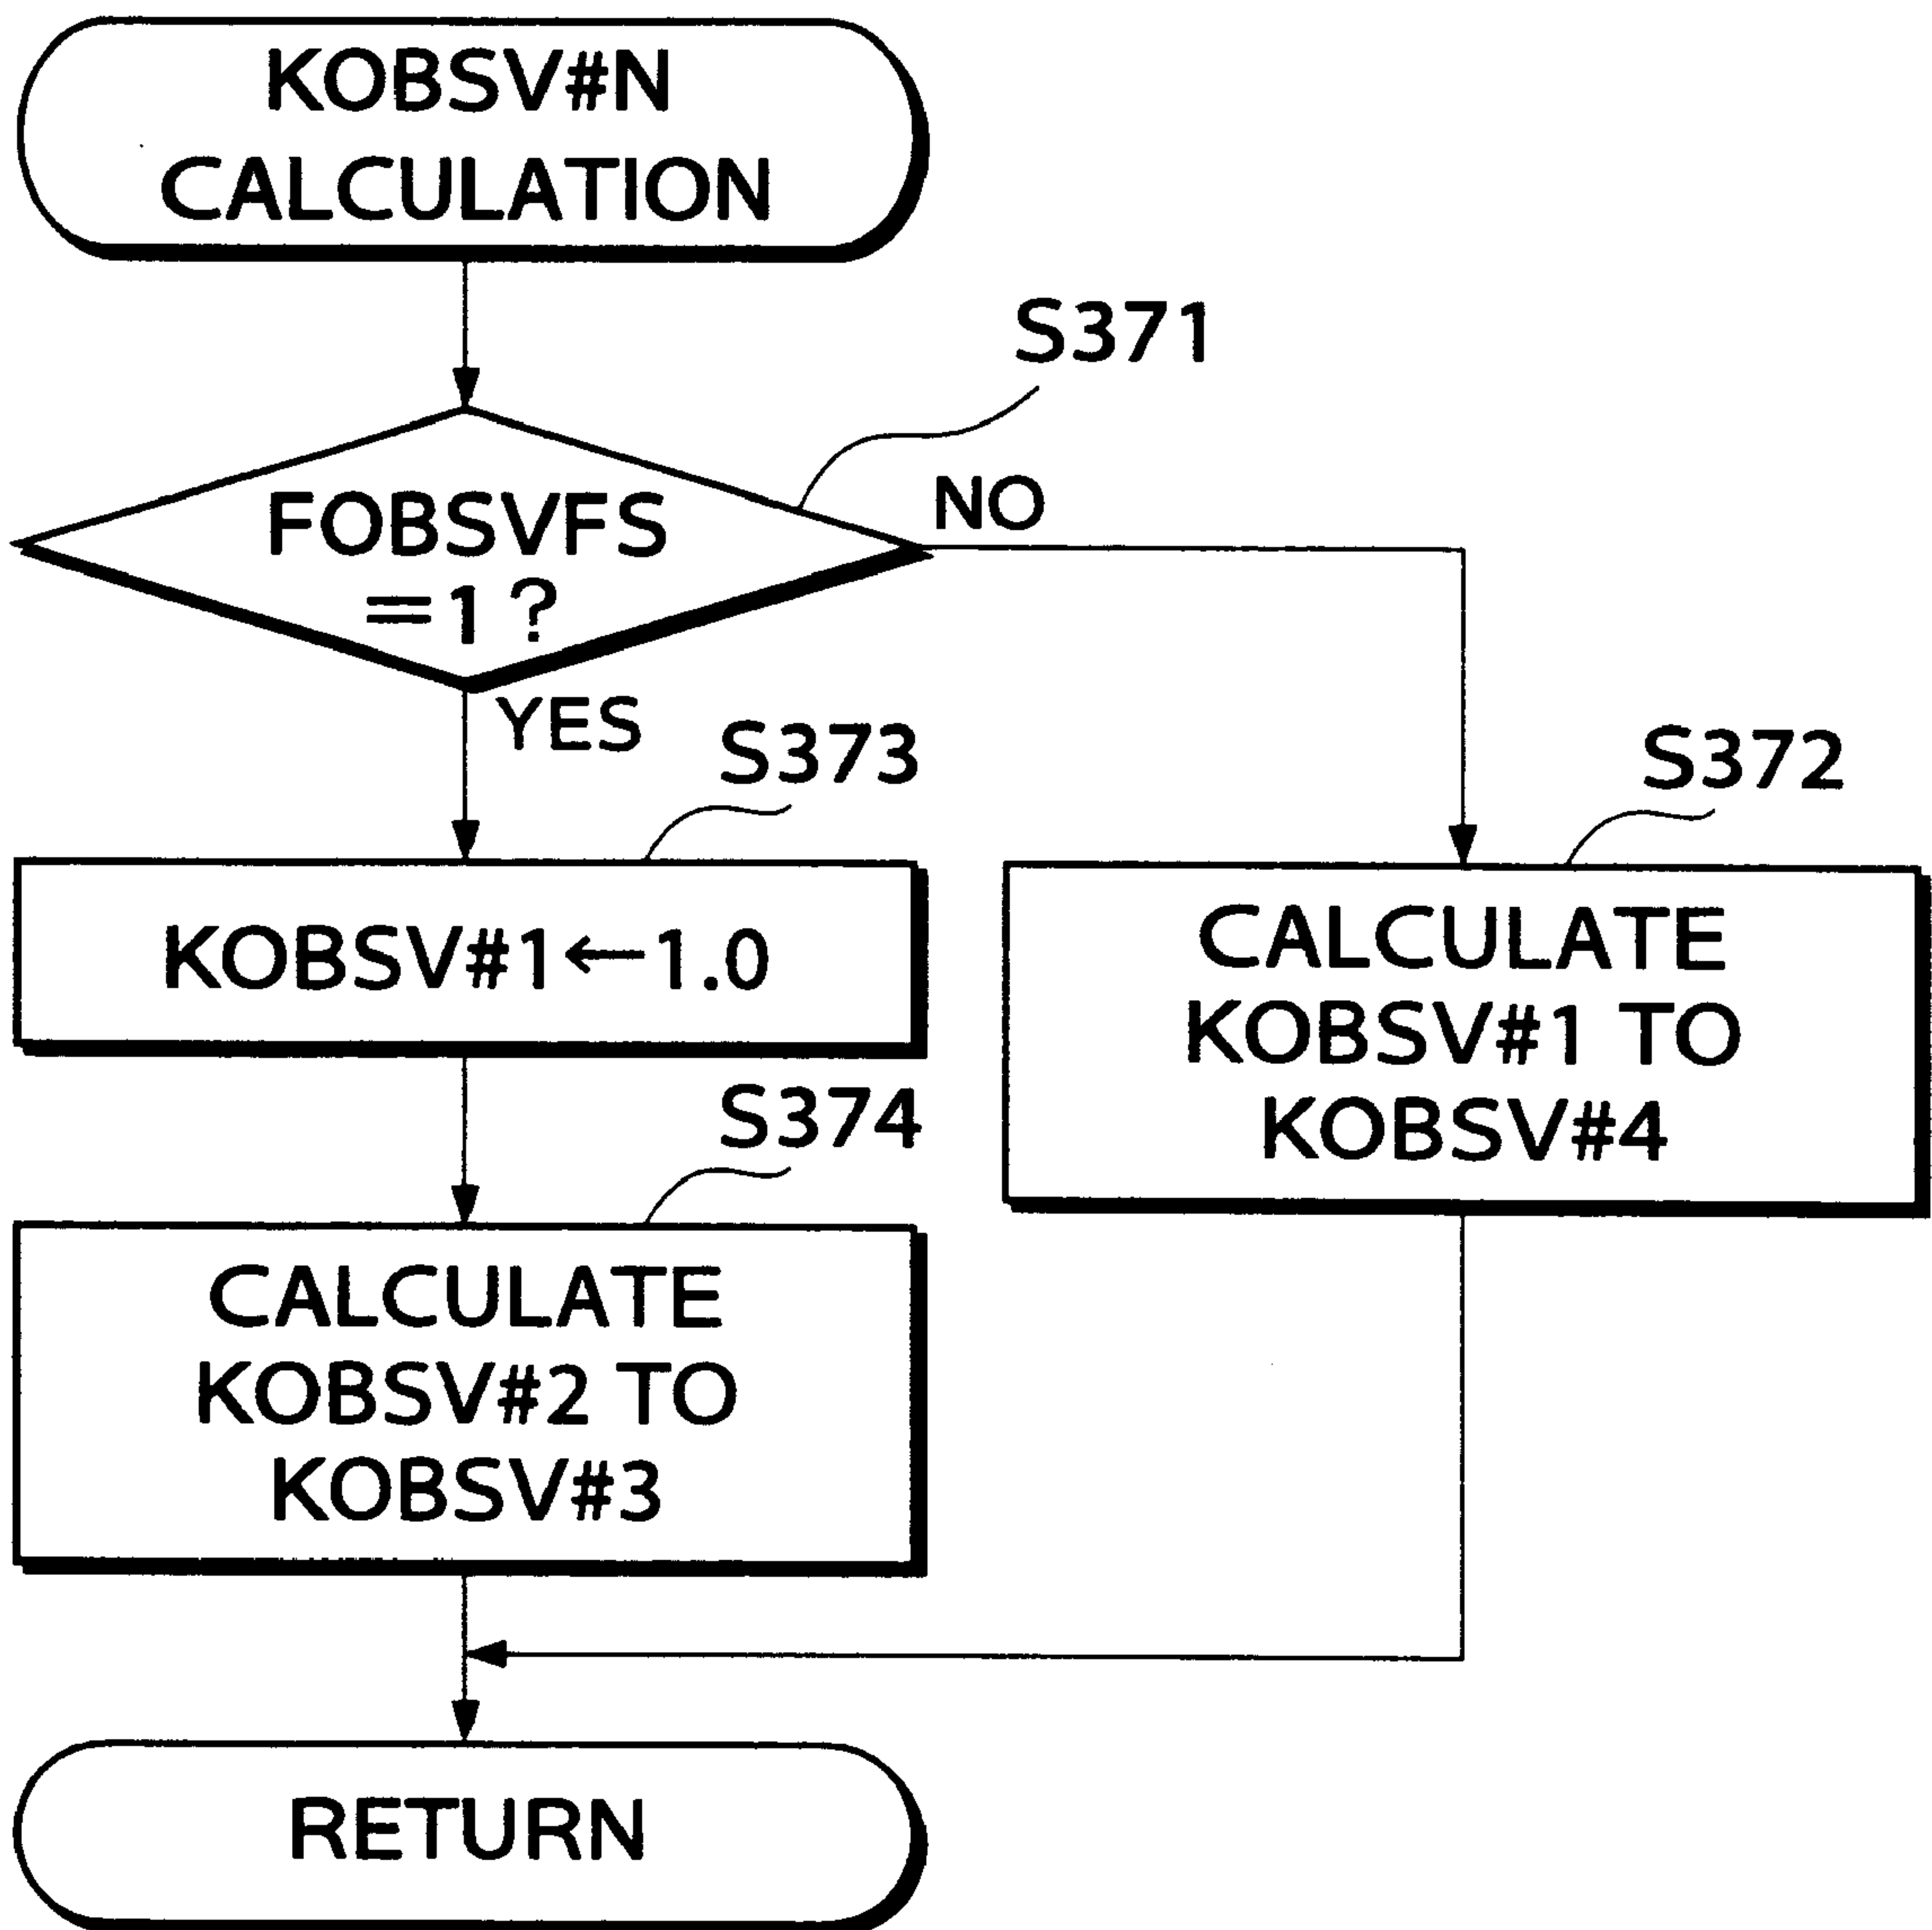 KOBSV#N
CALCULATION
S371
FOBSVFS
=1?
NO
YES
S373
S372
KOBSV#1←1.0
CALCULATE
KOBSV#1 TO
KOBSV#4
S374
CALCULATE
KOBSV#2 TO
KOBSV#3
RETURN